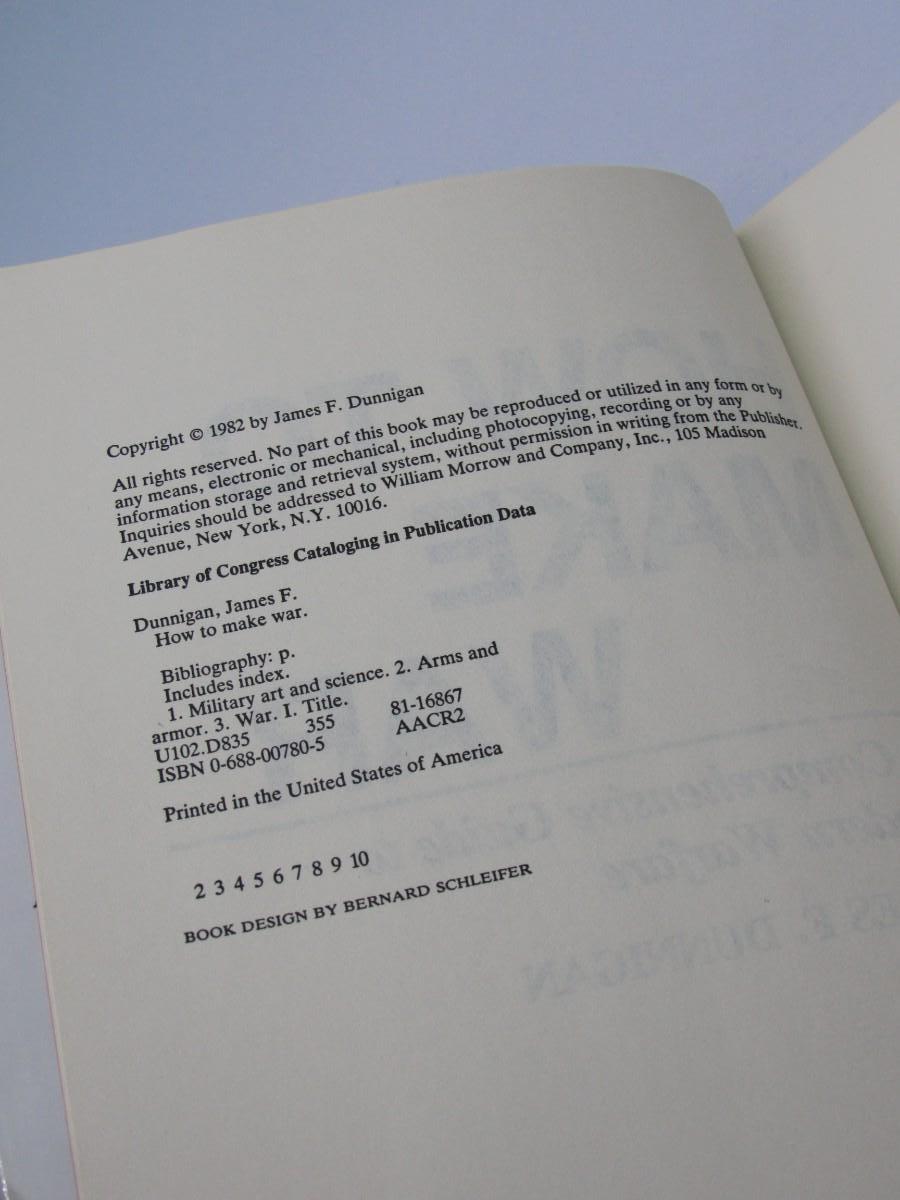 Copyright © 1982 by James F. Dunnigan
All rights reserved. No part of this book may be reproduced or utilized in any form or by
any means, electronic or mechanical, including photocopying, recording or by any
information storage and retrieval system, without permission in writing from the Publisher.
Inquiries should be addressed to William Morrow and Company, Inc., 105 Madison
Avenue, New York, N.Y. 10016.
Library of Congress Cataloging in Publication Data
Dunnigan, James F.
How to make war.
Bibliography: p.
Includes index.
1. Military art and science. 2. Arms and
armor. 3. War. I. Title.
U102.D835 355 81-16867
ISBN 0-688-00780-5 AACR2
Printed in the United States of America
2 3 4 5 6 7 8 9 10
BOOK DESIGN BY BERNARD SCHLEIFER